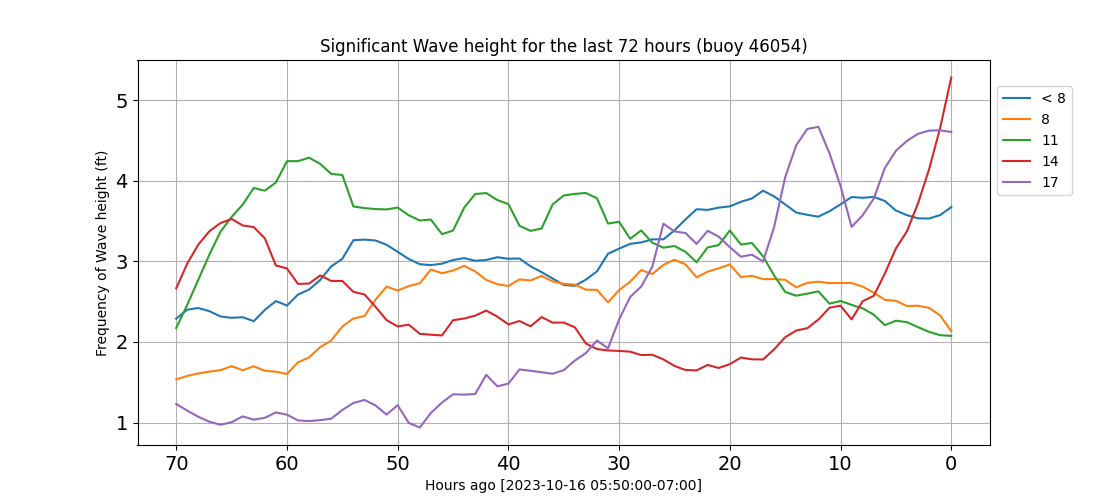 Significant Wave height for the last 72 hours (buoy 46054)
Frequency of Wave height (ft)
5
4
3
2
1
70 60 50 40 30 20 10 0
Hours ago [2023-10-16 05:50:00-07:00]
< 8
8
11
14
17